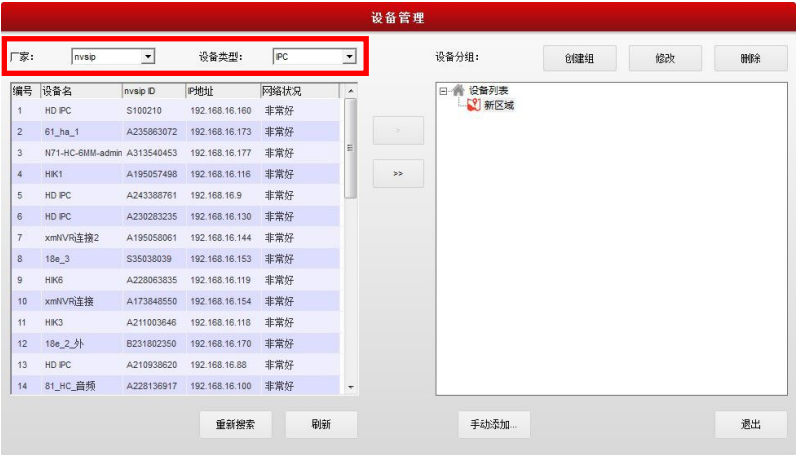 设备管理
厂家: nvsip 设备类型: IPC 设备分组: 创建组 修改 删除
编号 设备名 nvsip ID IP地址 网络状况
1 HD IPC S100210 192.168.16.160 非常好
2 61_ha_1 A235863072 192.168.16.173 非常好
3 N71-HC-6MM-admin A313540453 192.168.16.177 非常好
4 HIK1 A195057498 192.168.16.116 非常好
5 HD IPC A243388761 192.168.16.9 非常好
6 HD IPC A230283235 192.168.16.130 非常好
7 xmNVR连接2 A195058061 192.168.16.144 非常好
8 18e_3 S35038039 192.168.16.153 非常好
9 HIK6 A228063835 192.168.16.119 非常好
10 xmNVR连接 A173848550 192.168.16.154 非常好
11 HIK3 A211003646 192.168.16.118 非常好
12 18e_2_外 B231802350 192.168.16.170 非常好
13 HD IPC A210938620 192.168.16.88 非常好
14 81_HC_音频 A228136917 192.168.16.100 非常好
>
>>
设备列表
新区域
重新搜索 刷新 手动添加... 退出